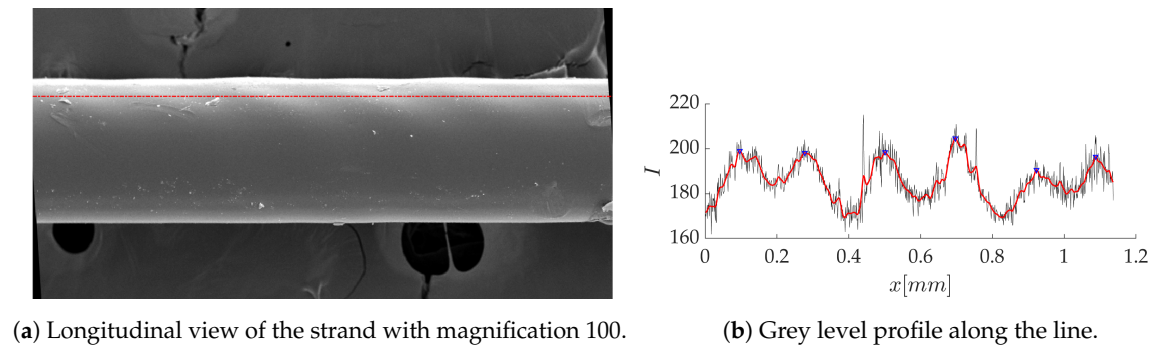 220
200
180
160
I
0
0.2
0.4
0.6
0.8
1
1.2
x[mm]
(a) Longitudinal view of the strand with magnification 100.
(b) Grey level profile along the line.